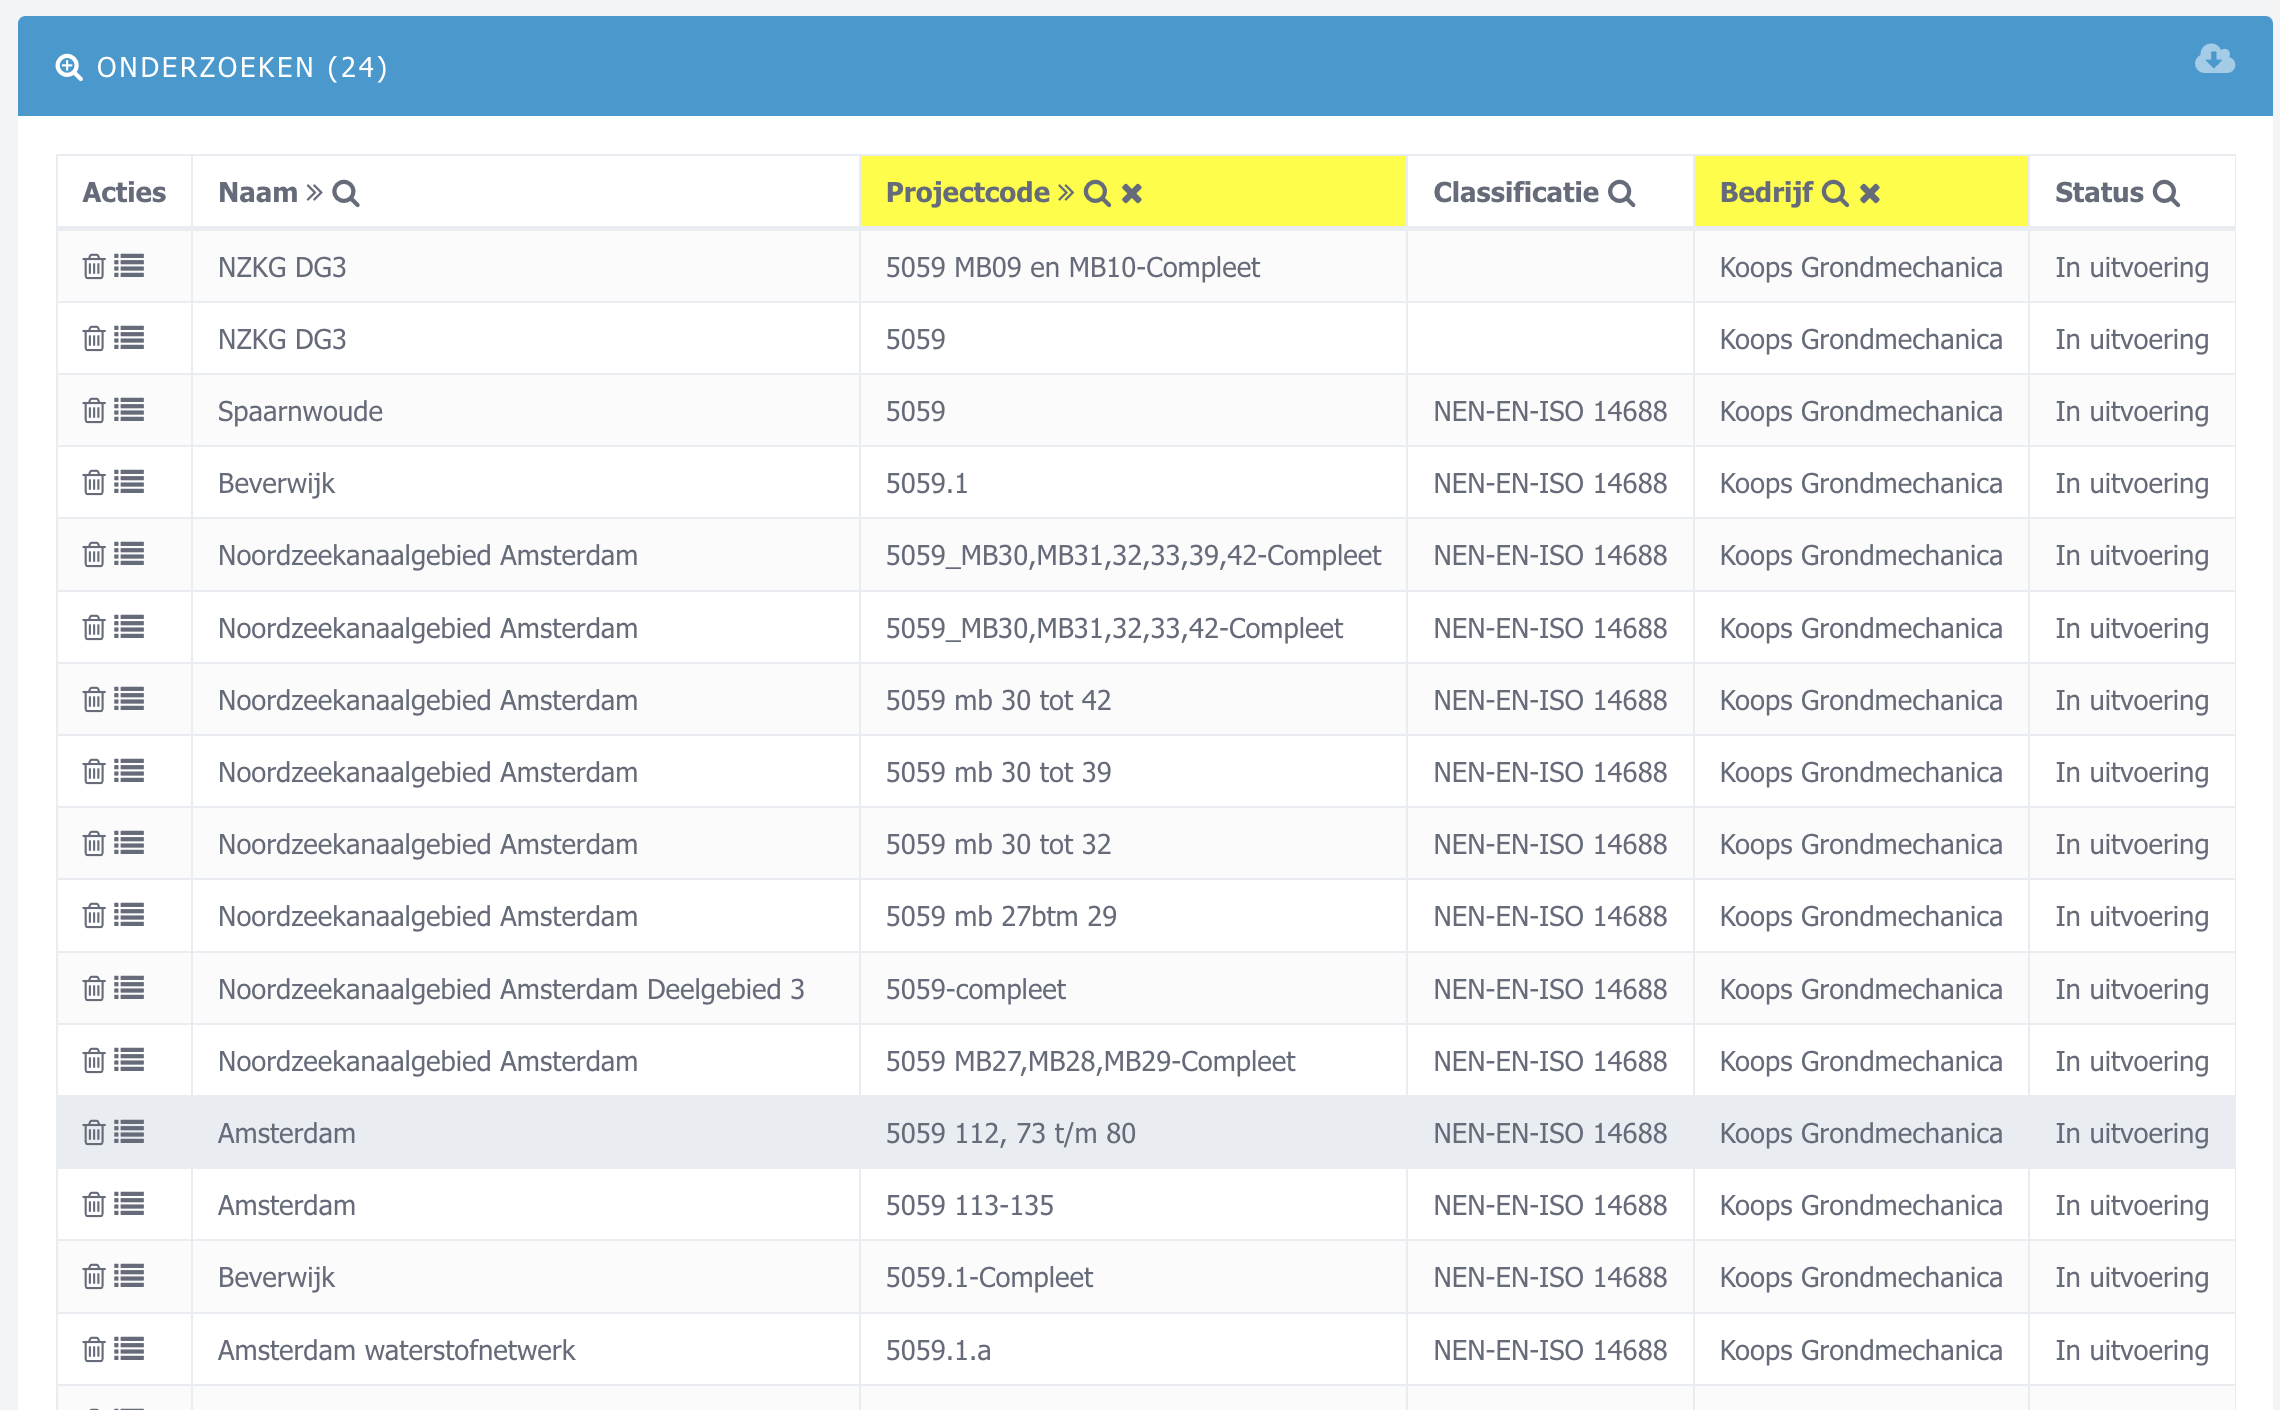 ONDERZOEKEN (24)
Acties Naam » Projectcode » Classificatie Bedrijf Status
NZKG DG3 5059 MB09 en MB10-Compleet Koops Grondmechanica In uitvoering
NZKG DG3 5059 Koops Grondmechanica In uitvoering
Spaarnwoude 5059 NEN-EN-ISO 14688 Koops Grondmechanica In uitvoering
Beverwijk 5059.1 NEN-EN-ISO 14688 Koops Grondmechanica In uitvoering
Noordzeekanaalgebied Amsterdam 5059_MB30,MB31,32,33,39,42-Compleet NEN-EN-ISO 14688 Koops Grondmechanica In uitvoering
Noordzeekanaalgebied Amsterdam 5059_MB30,MB31,32,33,42-Compleet NEN-EN-ISO 14688 Koops Grondmechanica In uitvoering
Noordzeekanaalgebied Amsterdam 5059 mb 30 tot 42 NEN-EN-ISO 14688 Koops Grondmechanica In uitvoering
Noordzeekanaalgebied Amsterdam 5059 mb 30 tot 39 NEN-EN-ISO 14688 Koops Grondmechanica In uitvoering
Noordzeekanaalgebied Amsterdam 5059 mb 30 tot 32 NEN-EN-ISO 14688 Koops Grondmechanica In uitvoering
Noordzeekanaalgebied Amsterdam 5059 mb 27btm 29 NEN-EN-ISO 14688 Koops Grondmechanica In uitvoering
Noordzeekanaalgebied Amsterdam Deelgebied 3 5059-compleet NEN-EN-ISO 14688 Koops Grondmechanica In uitvoering
Noordzeekanaalgebied Amsterdam 5059 MB27,MB28,MB29-Compleet NEN-EN-ISO 14688 Koops Grondmechanica In uitvoering
Amsterdam 5059 112, 73 t/m 80 NEN-EN-ISO 14688 Koops Grondmechanica In uitvoering
Amsterdam 5059 113-135 NEN-EN-ISO 14688 Koops Grondmechanica In uitvoering
Beverwijk 5059.1-Compleet NEN-EN-ISO 14688 Koops Grondmechanica In uitvoering
Amsterdam waterstofnetwerk 5059.1.a NEN-EN-ISO 14688 Koops Grondmechanica In uitvoering